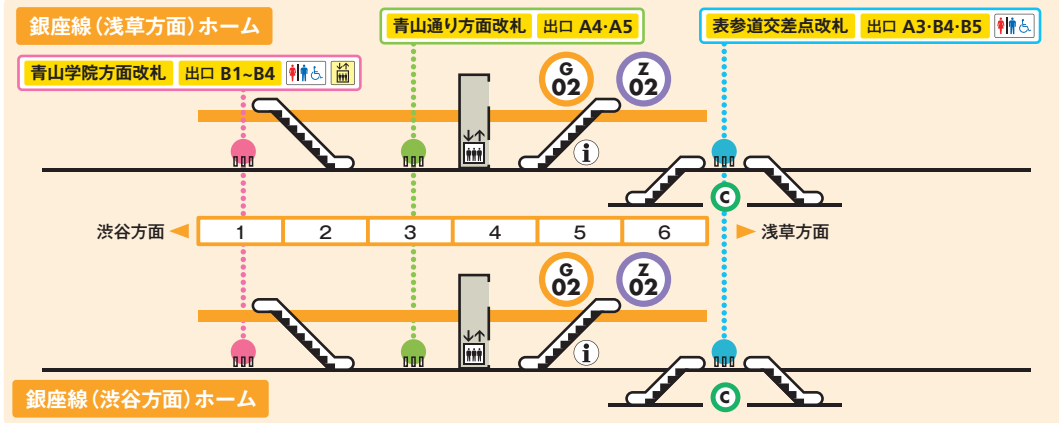 銀座線(浅草方面)ホーム
青山通り方面改札 出口 A4・A5
表参道交差点改札 出口 A3・B4・B5
青山学院方面改札 出口 B1~B4
G 02
Z 02
i
C
渋谷方面 1 2 3 4 5 6 浅草方面
G 02
Z 02
i
C
銀座線(渋谷方面)ホーム